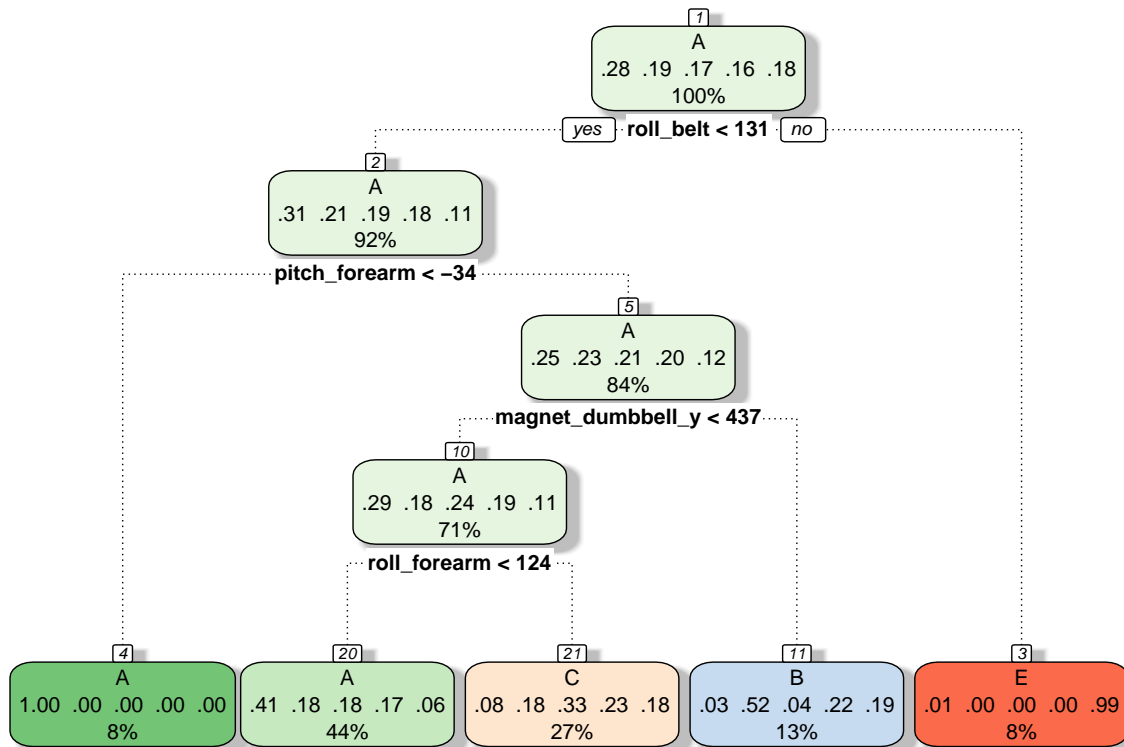 1
A
.28 .19 .17 .16 .18
100%
yes roll_belt < 131 no
2
A
.31 .21 .19 .18 .11
92%
pitch_forearm < −34
5
A
.25 .23 .21 .20 .12
84%
magnet_dumbbell_y < 437
10
A
.29 .18 .24 .19 .11
71%
roll_forearm < 124
4
A
1.00 .00 .00 .00 .00
8%
20
A
.41 .18 .18 .17 .06
44%
21
C
.08 .18 .33 .23 .18
27%
11
B
.03 .52 .04 .22 .19
13%
3
E
.01 .00 .00 .00 .99
8%